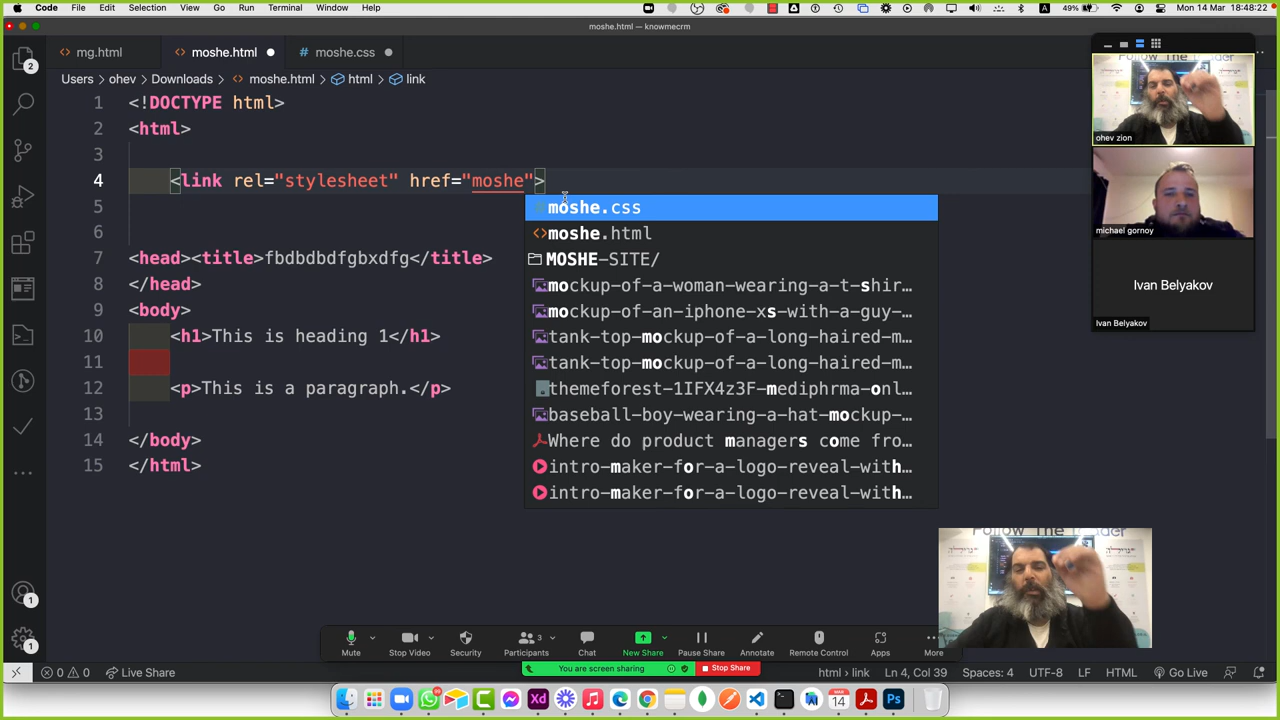 Code File Edit Selection View Go Run Terminal Window Help
49% Mon 14 Mar 18:48:22
moshe.html — knowmecrm
mg.html moshe.html moshe.css
Users ohev Downloads moshe.html html link
1 <!DOCTYPE html>
2 <html>
3
4 <link rel="stylesheet" href="moshe">
5
6
7 <head><title>fbdbdbdfgbxdfg</title>
8 </head>
9 <body>
10 <h1>This is heading 1</h1>
11
12 <p>This is a paragraph.</p>
13
14 </body>
15 </html>
moshe.css
moshe.html
MOSHE-SITE/
mockup-of-a-woman-wearing-a-t-shir…
mockup-of-an-iphone-xs-with-a-guy-…
tank-top-mockup-of-a-long-haired-m…
tank-top-mockup-of-a-long-haired-m…
themeforest-1IFX4z3F-mediphrma-onl…
baseball-boy-wearing-a-hat-mockup-…
Where do product managers come fro…
intro-maker-for-a-logo-reveal-with…
intro-maker-for-a-logo-reveal-with…
2
1
1
ohev zion
michael gornoy
Ivan Belyakov
Ivan Belyakov
Follow The
Mute Stop Video Security Participants 3 Chat New Share Pause Share Annotate Remote Control Apps More
You are screen sharing Stop Share
0 0 Live Share html › link Ln 4, Col 39 Spaces: 4 UTF-8 LF HTML Go Live